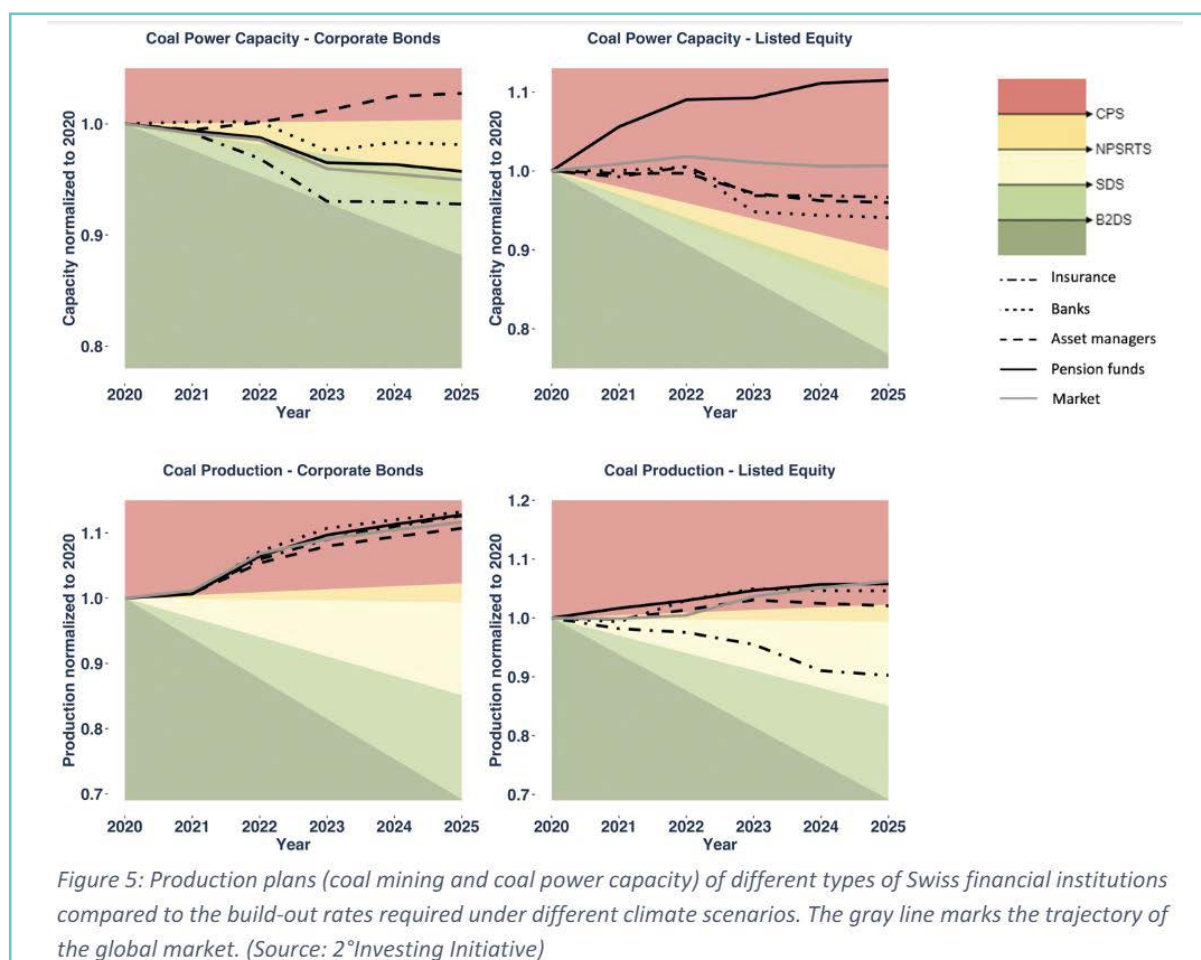 Coal Power Capacity - Corporate Bonds
Capacity normalized to 2020
1.0
0.9
0.8
2020 2021 2022 2023 2024 2025
Year
Coal Power Capacity - Listed Equity
Capacity normalized to 2020
1.1
1.0
0.9
0.8
2020 2021 2022 2023 2024 2025
Year
CPS
NPSRTS
SDS
B2DS
Insurance
Banks
Asset managers
Pension funds
Market
Coal Production - Corporate Bonds
Production normalized to 2020
1.1
1.0
0.9
0.8
0.7
2020 2021 2022 2023 2024 2025
Year
Coal Production - Listed Equity
Production normalized to 2020
1.2
1.1
1.0
0.9
0.8
0.7
2020 2021 2022 2023 2024 2025
Year
Figure 5: Production plans (coal mining and coal power capacity) of different types of Swiss financial institutions
compared to the build-out rates required under different climate scenarios. The gray line marks the trajectory of
the global market. (Source: 2°Investing Initiative)